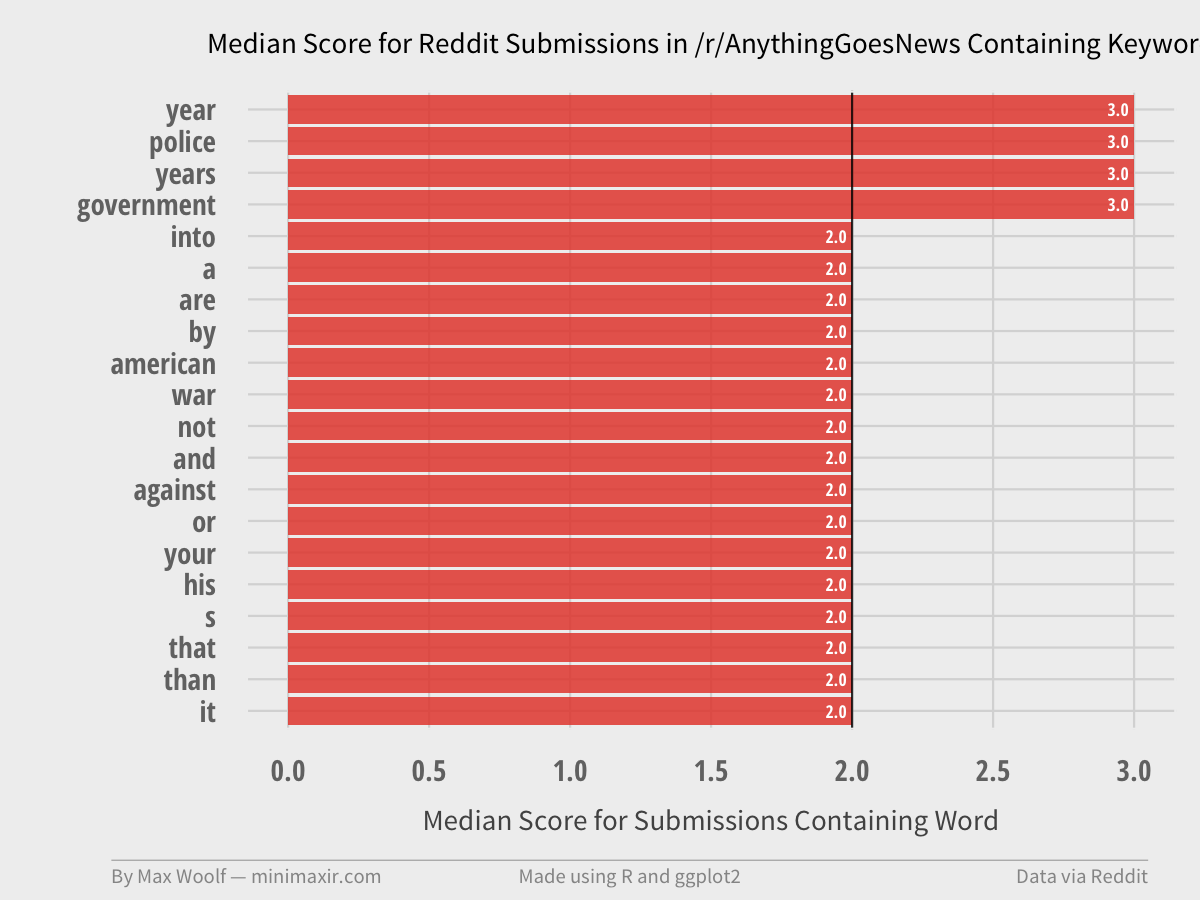 Median Score for Reddit Submissions in /r/AnythingGoesNews Containing Keywor
year 3.0
police 3.0
years 3.0
government 3.0
into 2.0
a 2.0
are 2.0
by 2.0
american 2.0
war 2.0
not 2.0
and 2.0
against 2.0
or 2.0
your 2.0
his 2.0
s 2.0
that 2.0
than 2.0
it 2.0
0.0 0.5 1.0 1.5 2.0 2.5 3.0
Median Score for Submissions Containing Word
By Max Woolf — minimaxir.com Made using R and ggplot2 Data via Reddit